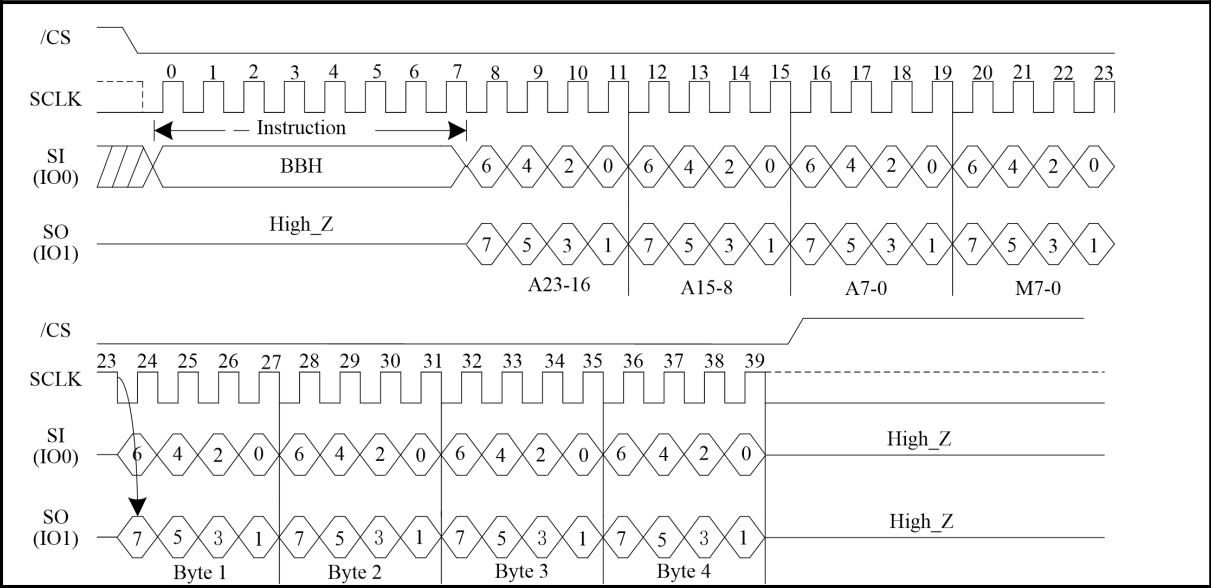 /CS
0 1 2 3 4 5 6 7 8 9 10 11 12 13 14 15 16 17 18 19 20 21 22 23
SCLK
Instruction
SI
(IO0)
BBH
6 4 2 0 6 4 2 0 6 4 2 0 6 4 2 0
High_Z
SO
(IO1)
7 5 3 1 7 5 3 1 7 5 3 1 7 5 3 1
A23-16 A15-8 A7-0 M7-0
/CS
23 24 25 26 27 28 29 30 31 32 33 34 35 36 37 38 39
SCLK
SI
(IO0)
6 4 2 0 6 4 2 0 6 4 2 0 6 4 2 0
High_Z
SO
(IO1)
7 5 3 1 7 5 3 1 7 5 3 1 7 5 3 1
High_Z
Byte 1 Byte 2 Byte 3 Byte 4